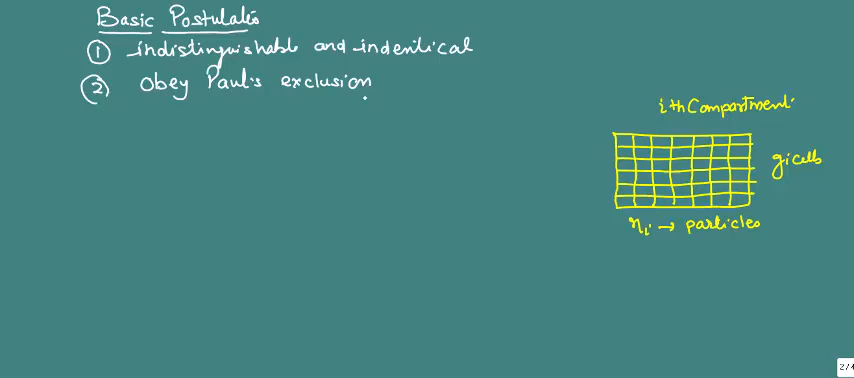 Basic Postulates
① indistinguishable and indentical
② Obey Paul's exclusion
ith Compartment
gi cells
ni → particles
2/4